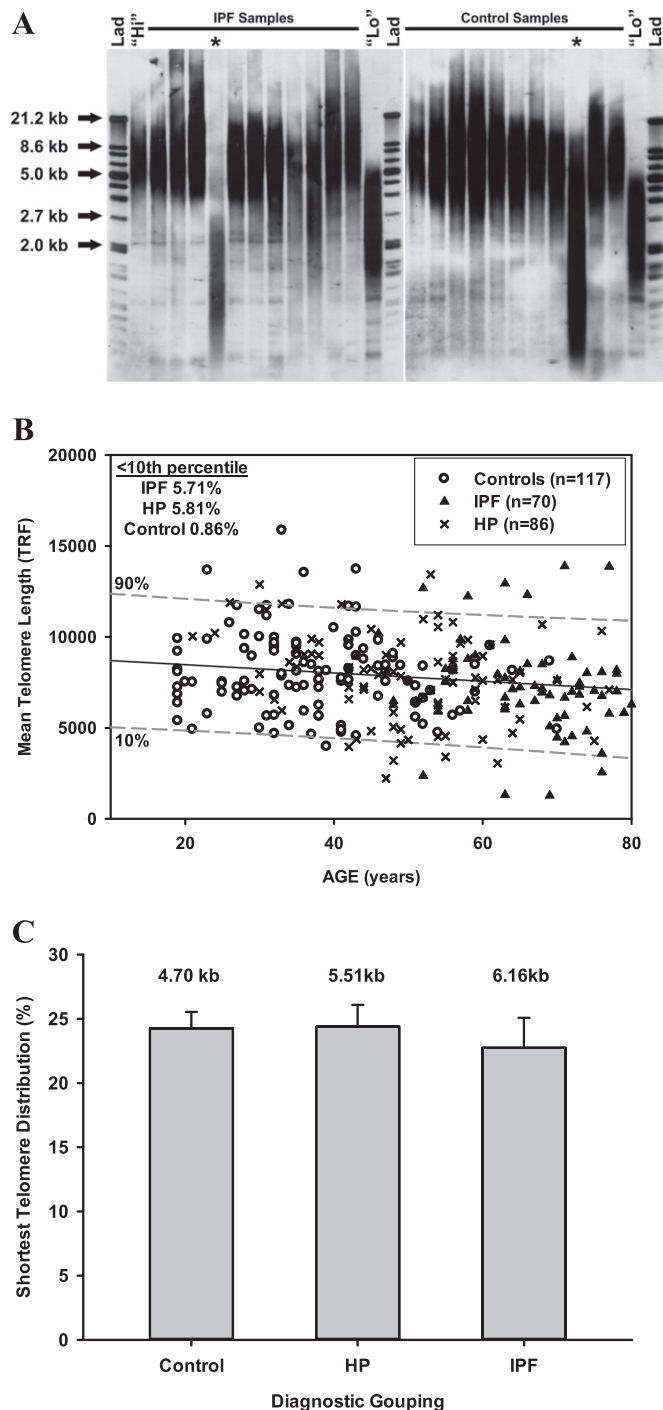 A
Lad
"Hi"
IPF Samples
*
"Lo"
Lad
Control Samples
*
"Lo"
Lad
21.2 kb
8.6 kb
5.0 kb
2.7 kb
2.0 kb
B
20000
15000
10000
5000
0
Mean Telomere Length (TRF)
<10th percentile
IPF 5.71%
HP 5.81%
Control 0.86%
Controls (n=117)
IPF (n=70)
HP (n=86)
90%
10%
20 40 60 80
AGE (years)
C
30
25
20
15
10
5
0
Shortest Telomere Distribution (%)
4.70 kb 5.51kb 6.16kb
Control HP IPF
Diagnostic Gouping